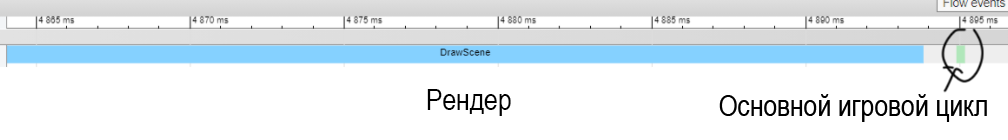 Flow events
4 865 ms 4 870 ms 4 875 ms 4 880 ms 4 885 ms 4 890 ms 4 895 ms
DrawScene
Рендер Основной игровой цикл